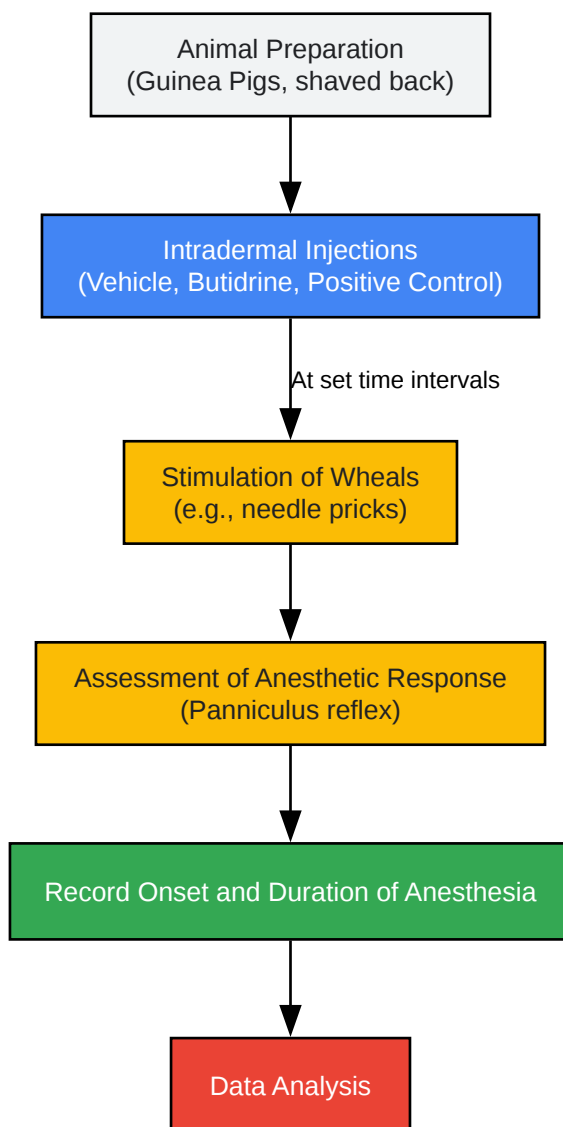 Animal Preparation
(Guinea Pigs, shaved back)
Intradermal Injections
(Vehicle, Butidrine, Positive Control)
At set time intervals
Stimulation of Wheals
(e.g., needle pricks)
Assessment of Anesthetic Response
(Panniculus reflex)
Record Onset and Duration of Anesthesia
Data Analysis